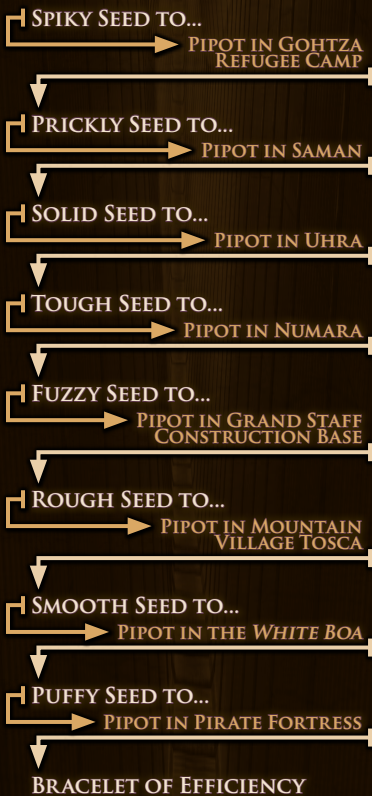 Spiky Seed to...
Pipot in Gohtza
Refugee Camp
Prickly Seed to...
Pipot in Saman
Solid Seed to...
Pipot in Uhra
Tough Seed to...
Pipot in Numara
Fuzzy Seed to...
Pipot in Grand Staff
Construction Base
Rough Seed to...
Pipot in Mountain
Village Tosca
Smooth Seed to...
Pipot in the White Boa
Puffy Seed to...
Pipot in Pirate Fortress
Bracelet of Efficiency